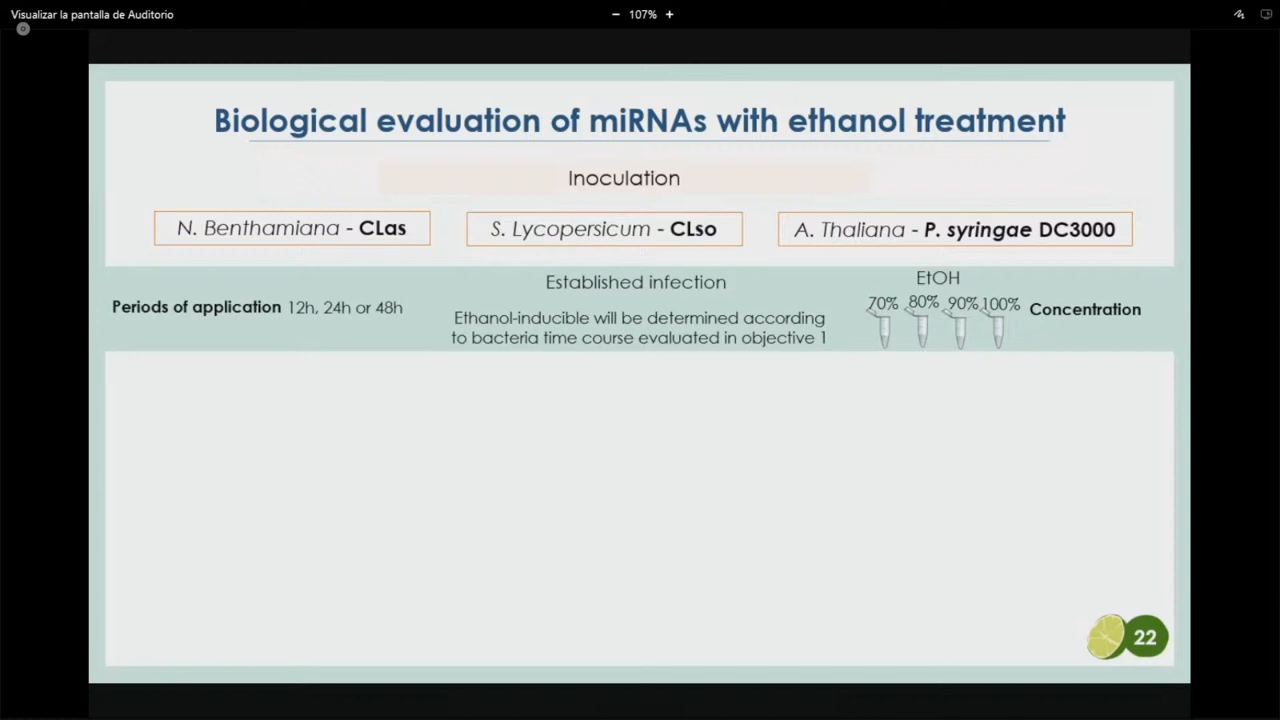 Visualizar la pantalla de Auditorio
− 107% +
Biological evaluation of miRNAs with ethanol treatment
Inoculation
N. Benthamiana - CLas
S. Lycopersicum - CLso
A. Thaliana - P. syringae DC3000
Established infection
EtOH
Periods of application 12h, 24h or 48h
Ethanol-inducible will be determined according
to bacteria time course evaluated in objective 1
70% 80% 90% 100%
Concentration
22